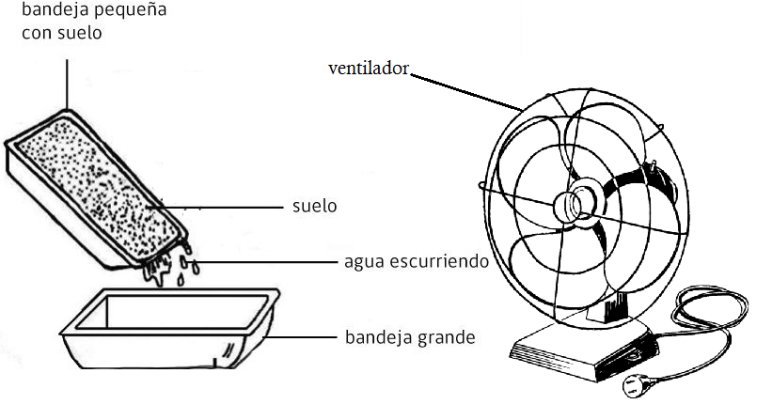 bandeja pequeña
con suelo
ventilador
suelo
agua escurriendo
bandeja grande